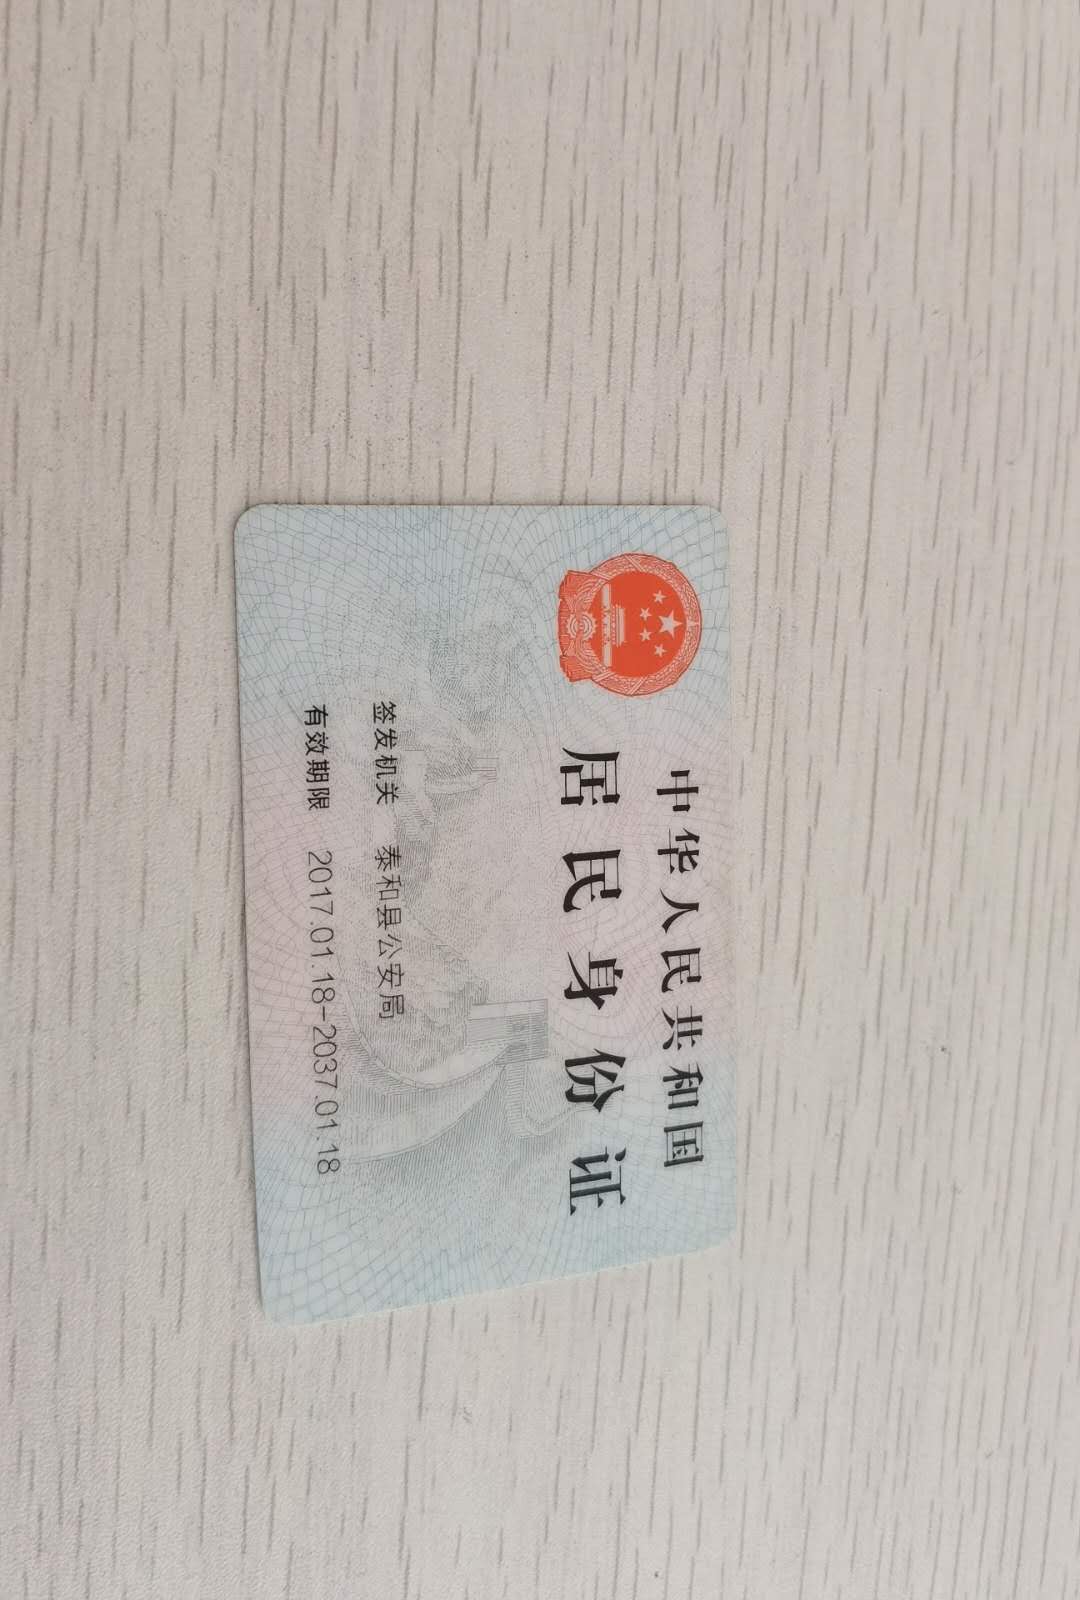 中华人民共和国
居民身份证
签发机关 泰和县公安局
有效期限 2017.01.18-2037.01.18